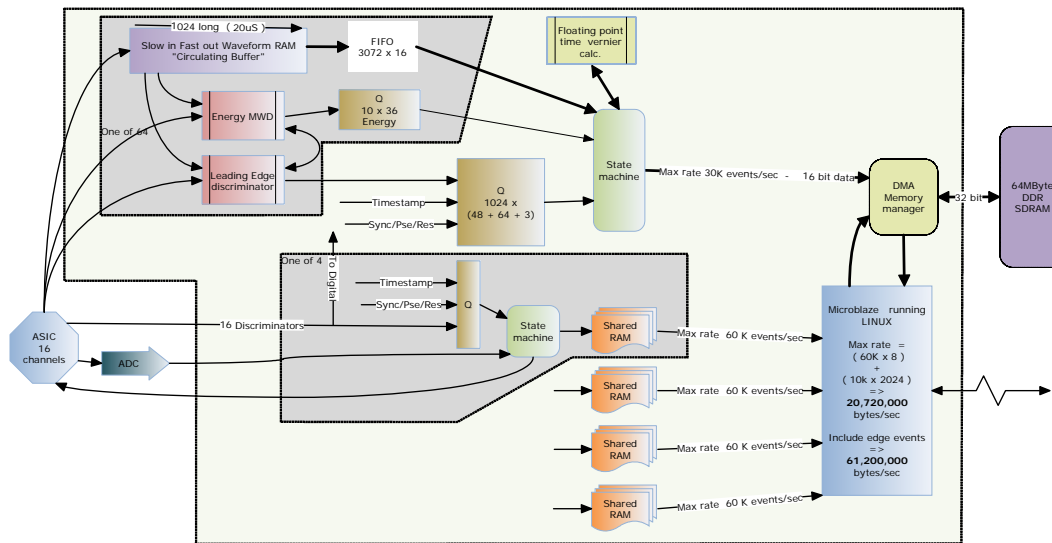 1024 long ( 20uS )
Slow in Fast out Waveform RAM
"Circulating Buffer"
FIFO
3072 x 16
Floating point
time vernier
calc.
Energy MWD
Q
10 x 36
Energy
One of 64
Leading Edge
discriminator
Q
1024 x
(48 + 64 + 3)
Timestamp
Sync/Pse/Res
State
machine
Max rate 30K events/sec - 16 bit data
DMA
Memory
manager
32 bit
64MByte
DDR
SDRAM
One of 4
To Digital
Timestamp
Sync/Pse/Res
Q
16 Discriminators
State
machine
ASIC
16
channels
ADC
Shared
RAM
Max rate 60 K events/sec
Shared
RAM
Max rate 60 K events/sec
Shared
RAM
Max rate 60 K events/sec
Shared
RAM
Max rate 60 K events/sec
Microblaze running
LINUX
Max rate =
( 60K x 8 )
+
( 10k x 2024 )
=>
20,720,000
bytes/sec
Include edge events
=>
61,200,000
bytes/sec